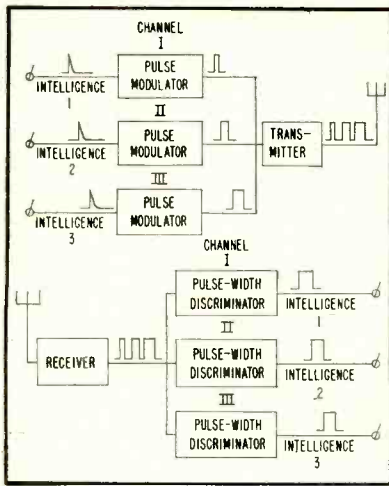 CHANNEL
I
PULSE
MODULATOR
INTELLIGENCE
1
II
PULSE
MODULATOR
INTELLIGENCE
2
III
PULSE
MODULATOR
INTELLIGENCE
3
TRANS-
MITTER
CHANNEL
I
PULSE-WIDTH
DISCRIMINATOR
INTELLIGENCE
1
II
RECEIVER
PULSE-WIDTH
DISCRIMINATOR
INTELLIGENCE
2
III
PULSE-WIDTH
DISCRIMINATOR
INTELLIGENCE
3